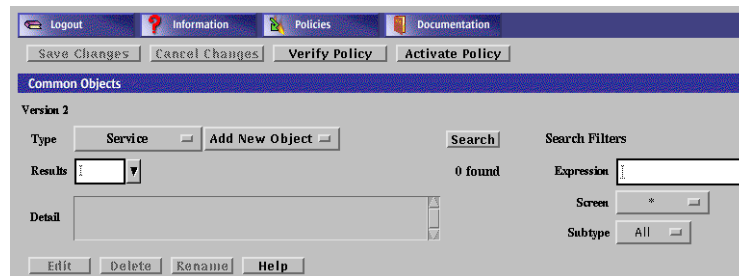 Logout Information Policies Documentation
Save Changes Cancel Changes Verify Policy Activate Policy
Common Objects
Version 2
Type Service Add New Object Search Search Filters
Results 0 found Expression
Screen *
Detail
Subtype All
Edit Delete Rename Help